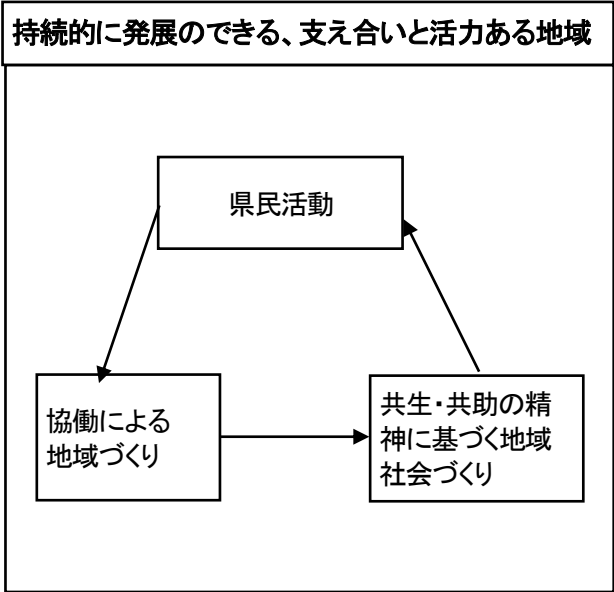 持続的に発展のできる、支え合いと活力ある地域
県民活動
協働による
地域づくり
共生・共助の精
神に基づく地域
社会づくり